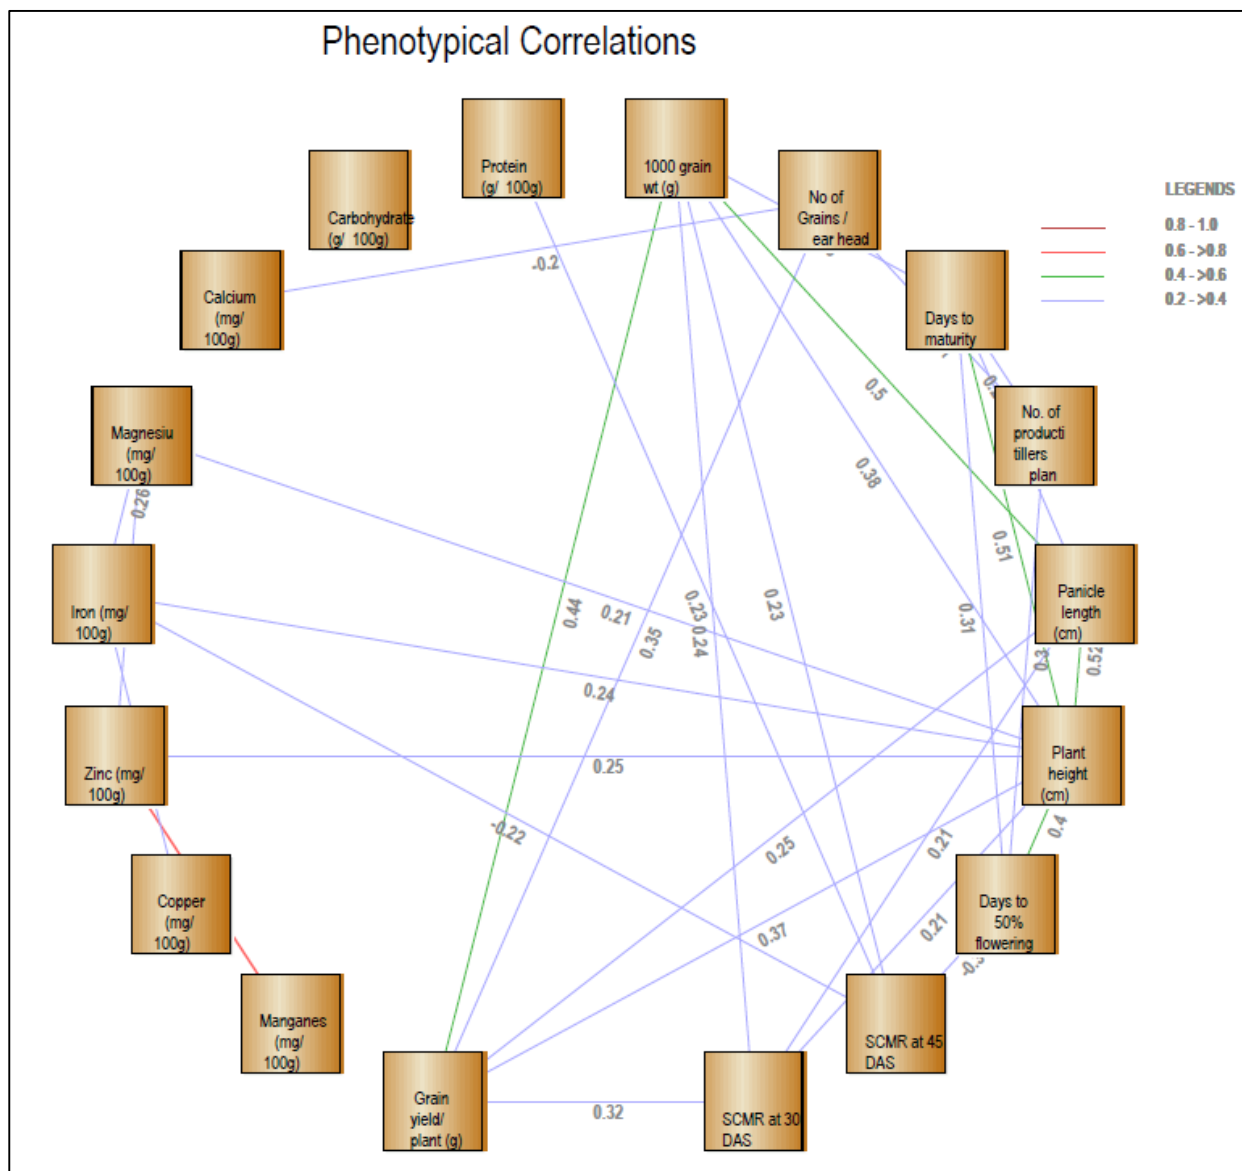 Phenotypical Correlations
Protein
(g/ 100g)
1000 grain
wt (g)
No of
Grains /
ear head
Carbohydrate
(g/ 100g)
LEGENDS
0.8 - 1.0
0.6 - >0.8
0.4 - >0.6
0.2 - >0.4
-0.2
Calcium
(mg/
100g)
Days to
maturity
0.5
No. of
producti
tillers
plan
Magnesiu
(mg/
100g)
0.26
0.38
0.51
Iron (mg/
100g)
Panicle
length
(cm)
0.44
0.21
0.35
0.23
0.24
0.23
0.31
0.3
0.52
0.24
Zinc (mg/
100g)
0.25
Plant
height
(cm)
-0.22
0.25
0.21
0.4
Copper
(mg/
100g)
0.37
0.21
Days to
50%
flowering
Manganes
(mg/
100g)
SCMR at 45
DAS
Grain
yield/
plant (g)
0.32
SCMR at 30
DAS